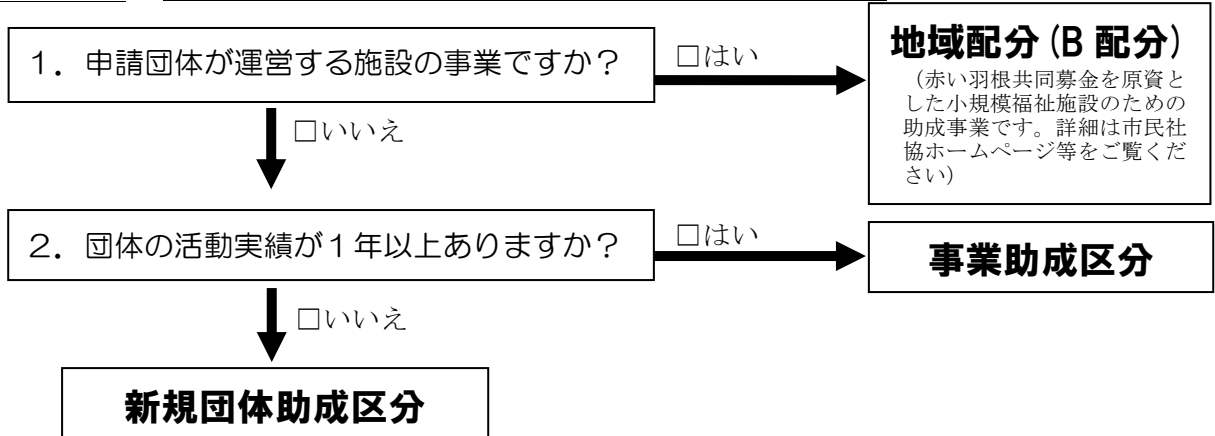 1．申請団体が運営する施設の事業ですか？
□はい
地域配分(B 配分)
（赤い羽根共同募金を原資と
した小規模福祉施設のための
助成事業です。詳細は市民社
協ホームページ等をご覧くだ
さい）
□いいえ
2．団体の活動実績が１年以上ありますか？
□はい
事業助成区分
□いいえ
新規団体助成区分